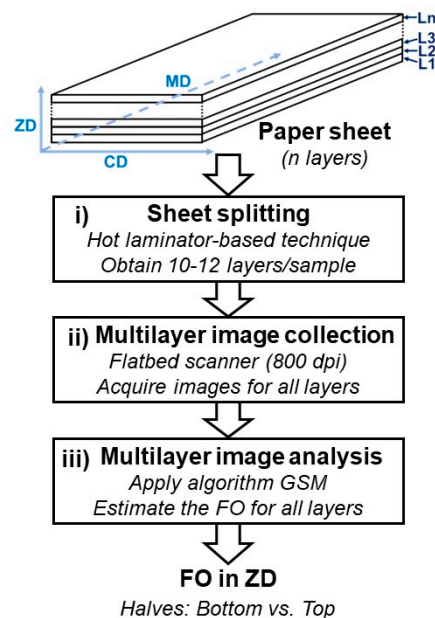 Ln
L3
L2
L1
MD
ZD
CD
Paper sheet
(n layers)
i) Sheet splitting
Hot laminator-based technique
Obtain 10-12 layers/sample
ii) Multilayer image collection
Flatbed scanner (800 dpi)
Acquire images for all layers
iii) Multilayer image analysis
Apply algorithm GSM
Estimate the FO for all layers
FO in ZD
Halves: Bottom vs. Top